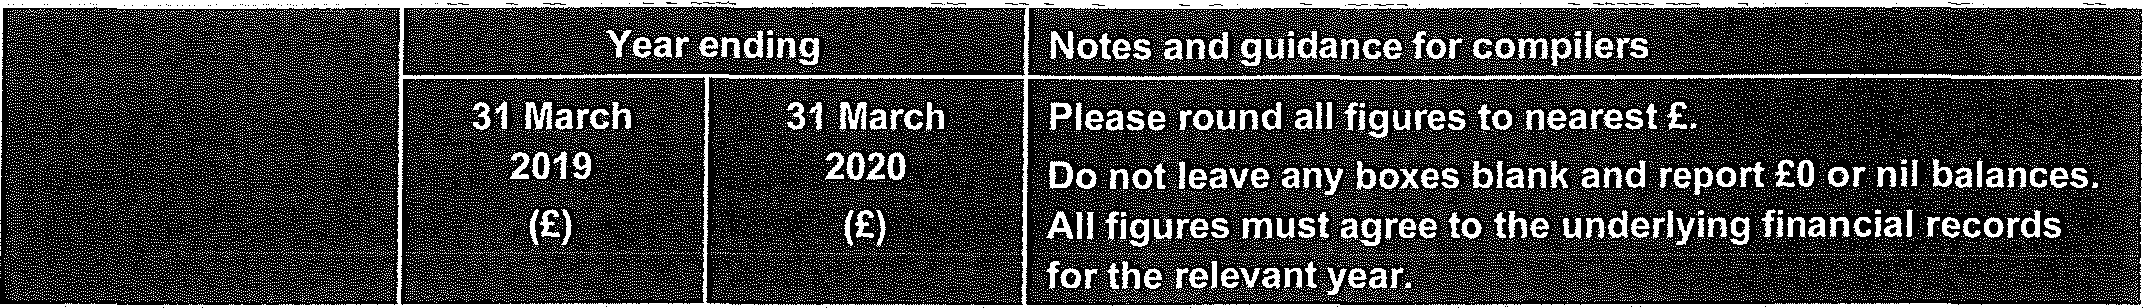 Year ending
Notes and guidance for compilers
31 March
2019
(£)
31 March
2020
(£)
Please round all figures to nearest £.
Do not leave any boxes blank and report £0 or nil balances.
All figures must agree to the underlying financial records
for the relevant year.